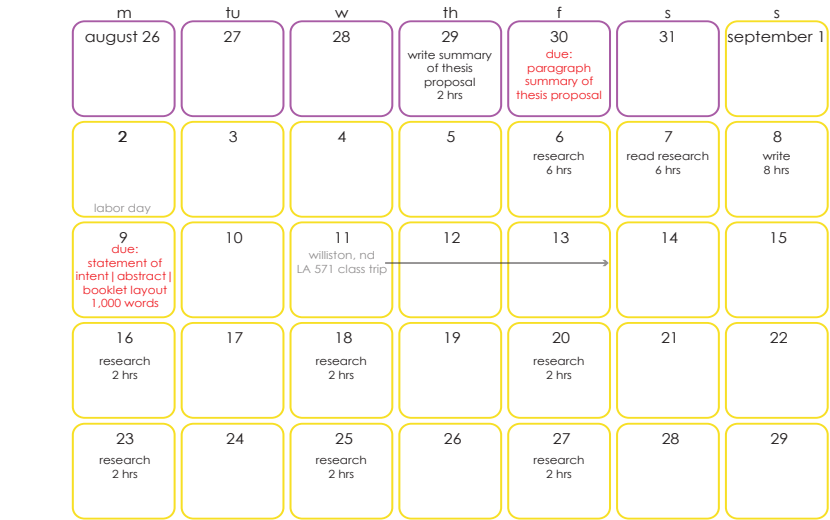 m tu w th f s s
august 26 27 28 29 30 31 september 1
write summary
of thesis
proposal
2 hrs
due:
paragraph
summary of
thesis proposal
2 3 4 5 6 7 8
research
6 hrs
read research
6 hrs
write
8 hrs
labor day
9 10 11 12 13 14 15
due:
statement of
intent|abstract|
booklet layout
1,000 words
williston, nd
LA 571 class trip
16 17 18 19 20 21 22
research
2 hrs
research
2 hrs
research
2 hrs
23 24 25 26 27 28 29
research
2 hrs
research
2 hrs
research
2 hrs